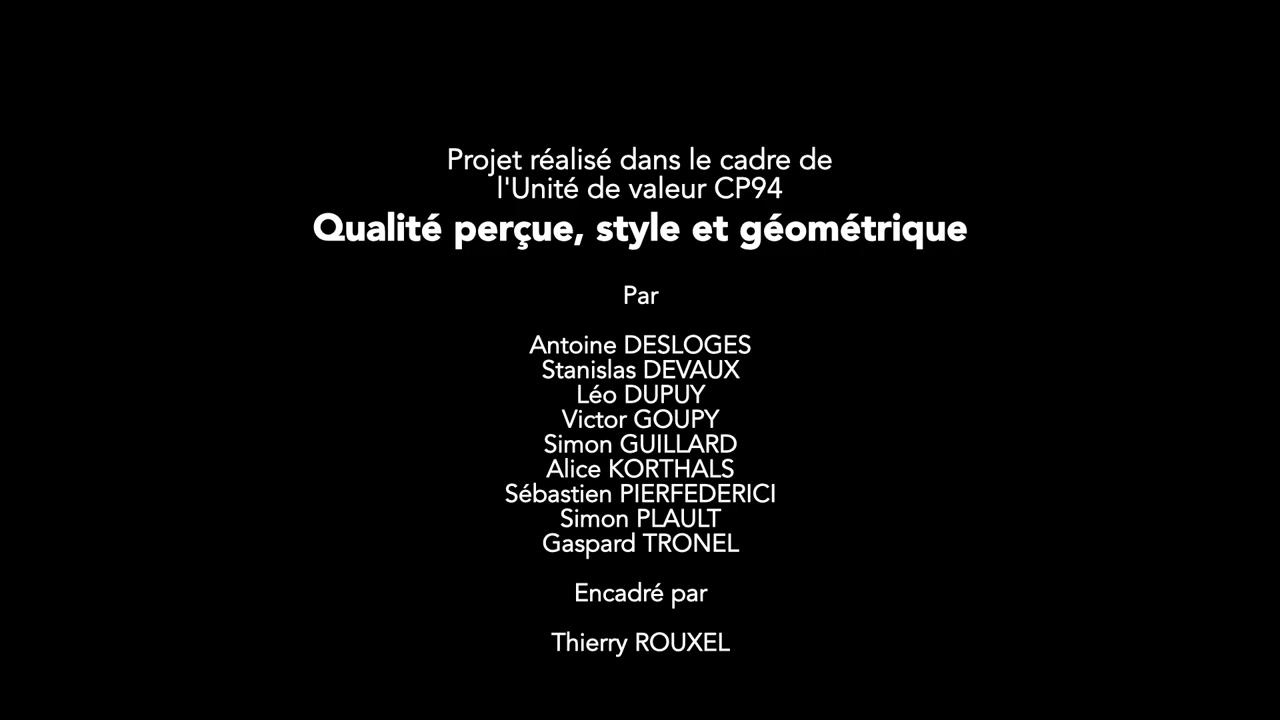 Projet réalisé dans le cadre de
l'Unité de valeur CP94
Qualité perçue, style et géométrique
Par
Antoine DESLOGES
Stanislas DEVAUX
Léo DUPUY
Victor GOUPY
Simon GUILLARD
Alice KORTHALS
Sébastien PIERFEDERICI
Simon PLAULT
Gaspard TRONEL
Encadré par
Thierry ROUXEL